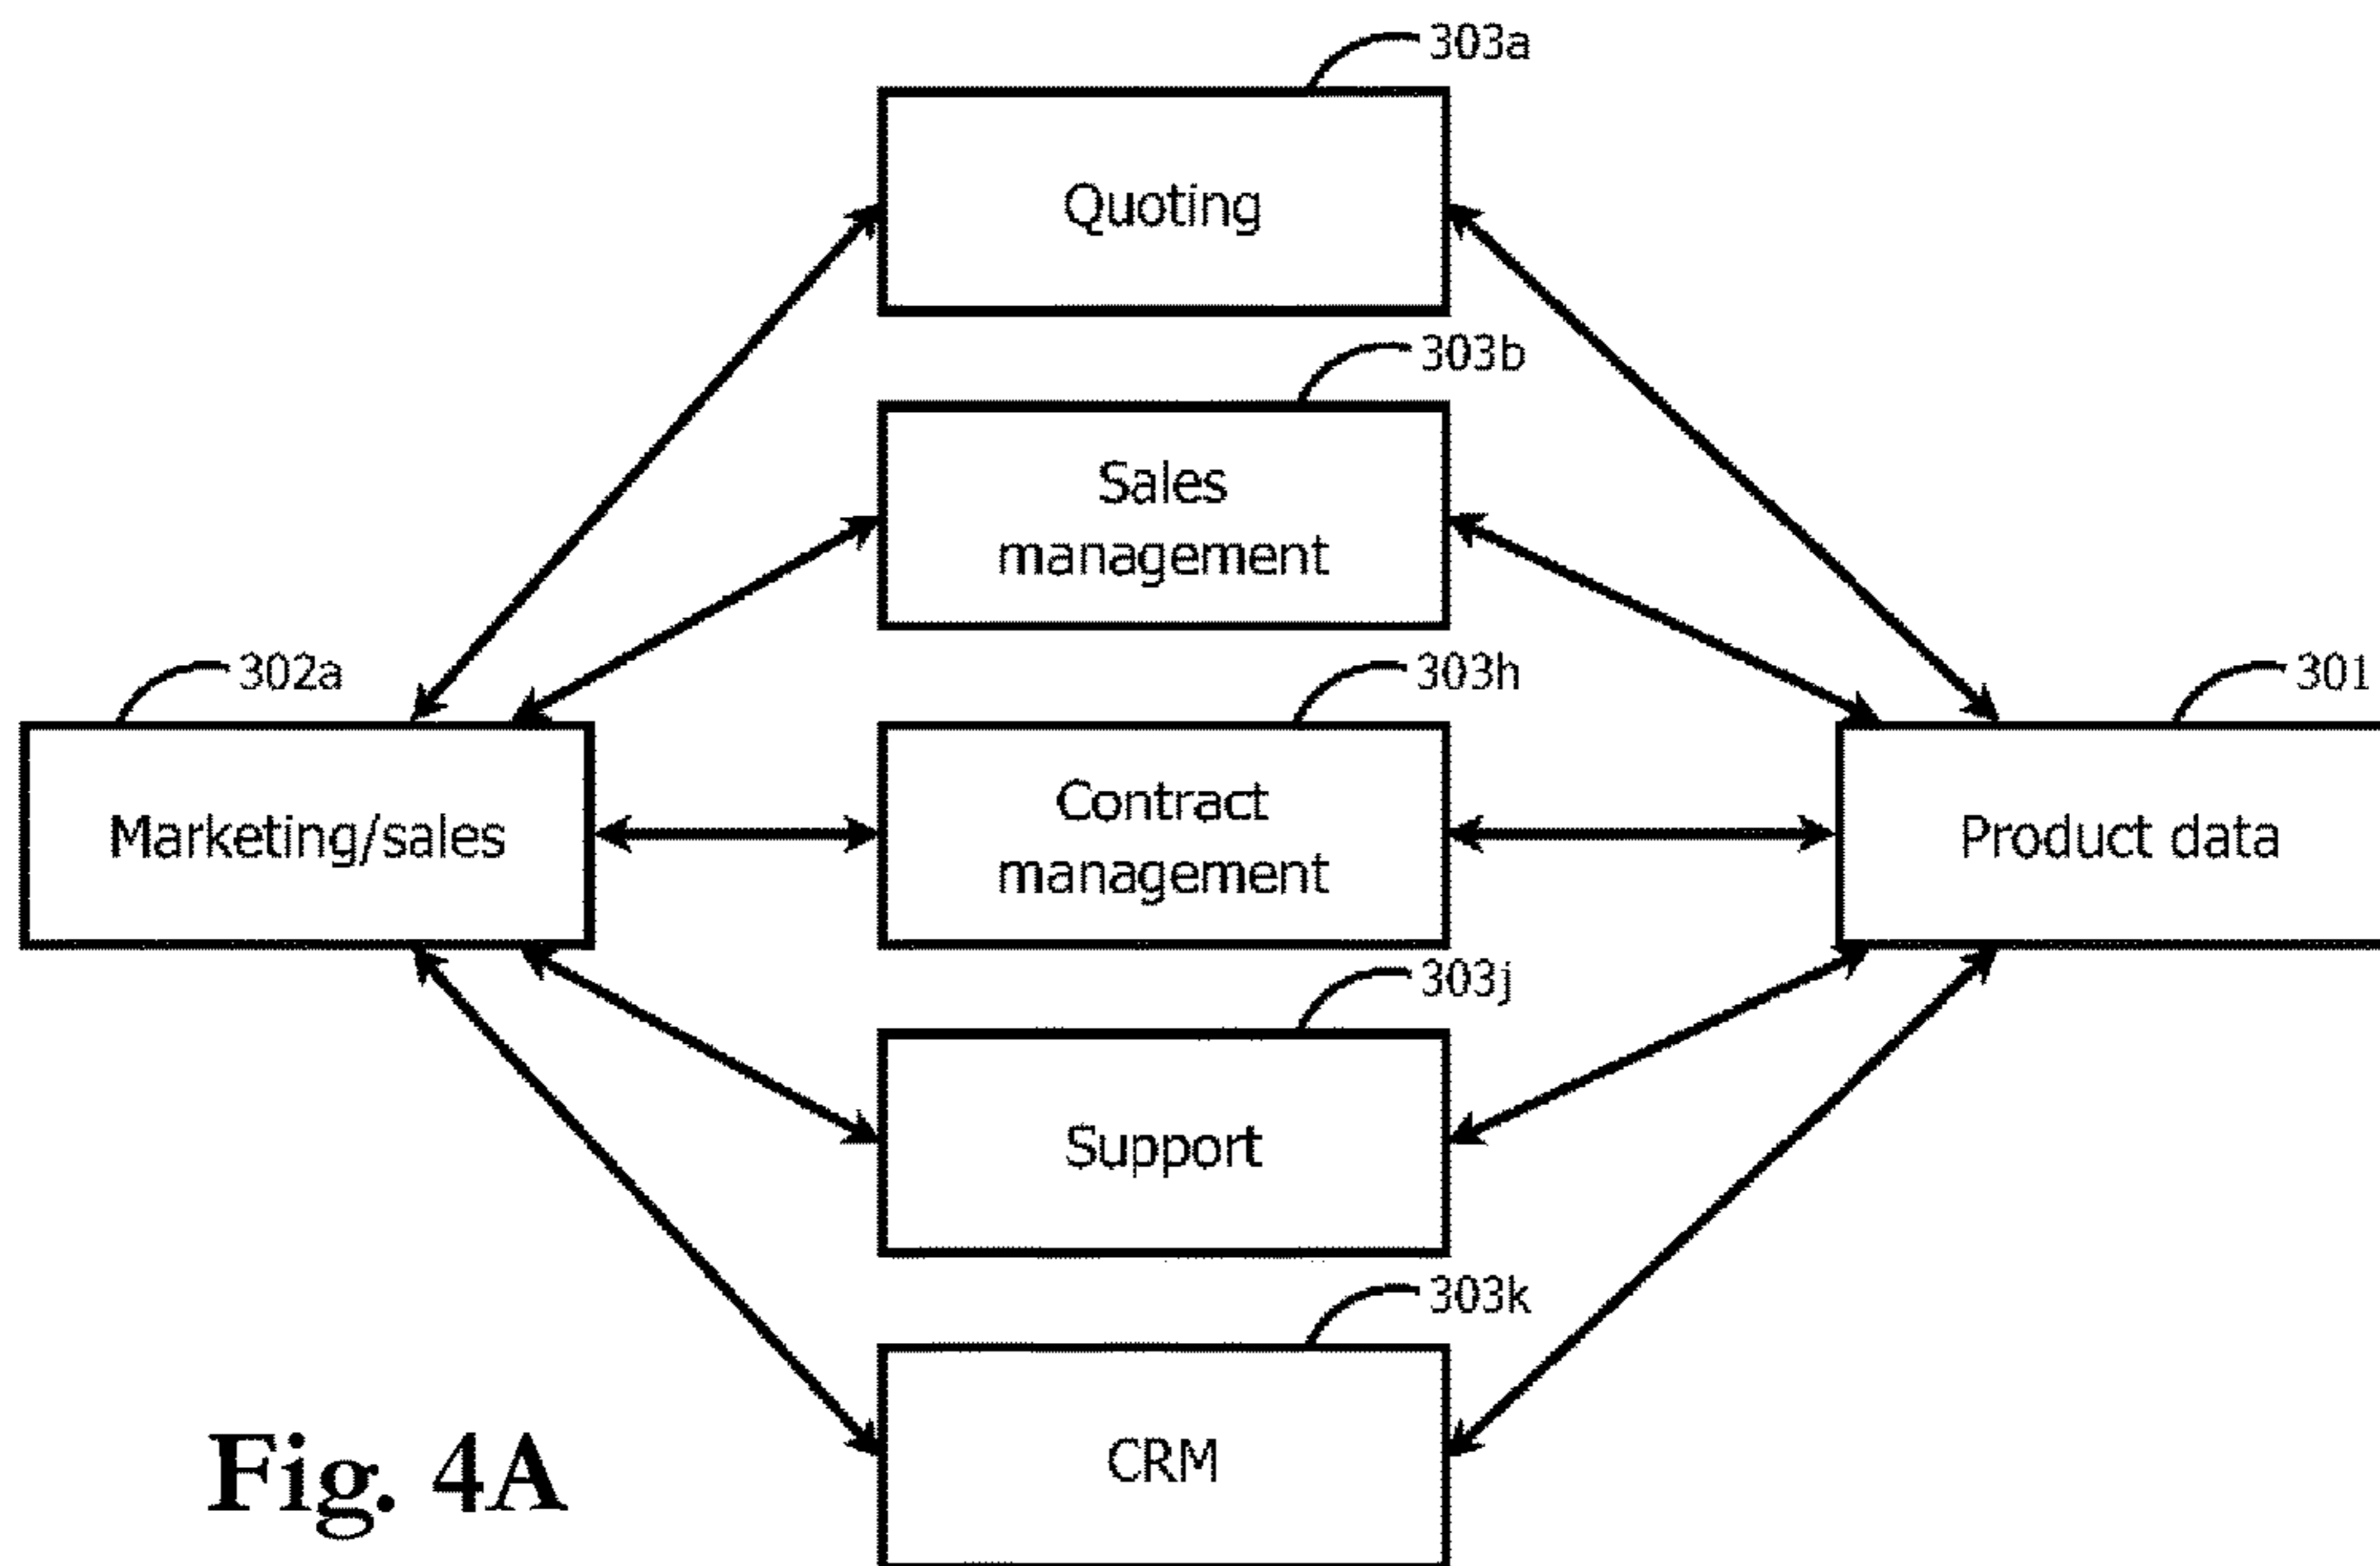 303a
Quoting
303b
Sales
management
302a
303h
301
Marketing/sales
Contract
management
Product data
303j
Support
303k
CRM
Fig. 4A